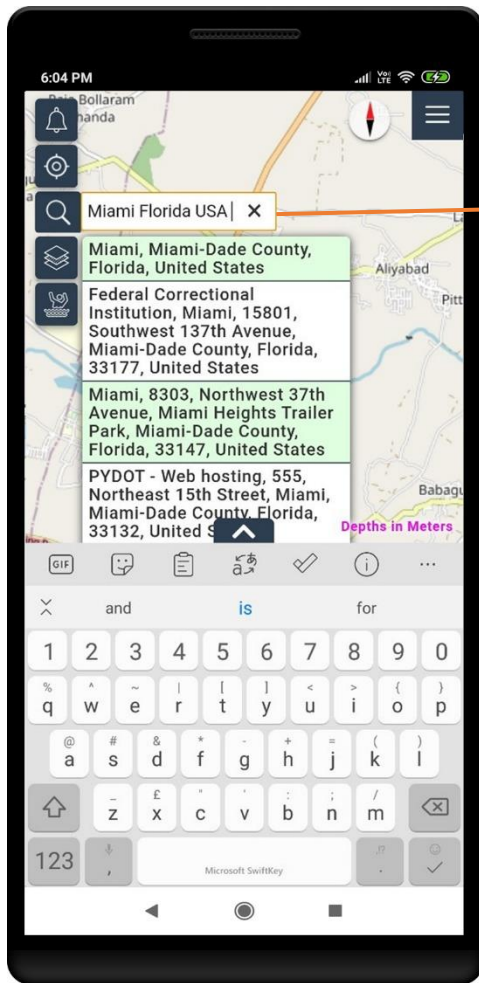 6:04 PM
Vo)
LTE
Bollaram
Miami Florida USA
Miami, Miami-Dade County,
Florida, United States
Aliyabad
Federal Correctional
Institution, Miami, 15801,
Southwest 137th Avenue,
Miami-Dade County, Florida,
33177, United States
Pitt
Miami, 8303, Northwest 37th
Avenue, Miami Heights Trailer
Park, Miami-Dade County,
Florida, 33147, United States
PYDOT - Web hosting, 555,
Northeast 15th Street, Miami,
Miami-Dade County, Florida,
33132, United S
Babagu
Depths in Meters
GIF
and is for
1 2 3 4 5 6 7 8 9 0
% ^ ~ | [ ] < > { }
q w e r t y u i o p
@ # & * - + = ( )
a s d f g h j k l
_ £ " ' : ; /
z x c v b n m
123 , Microsoft SwiftKey .